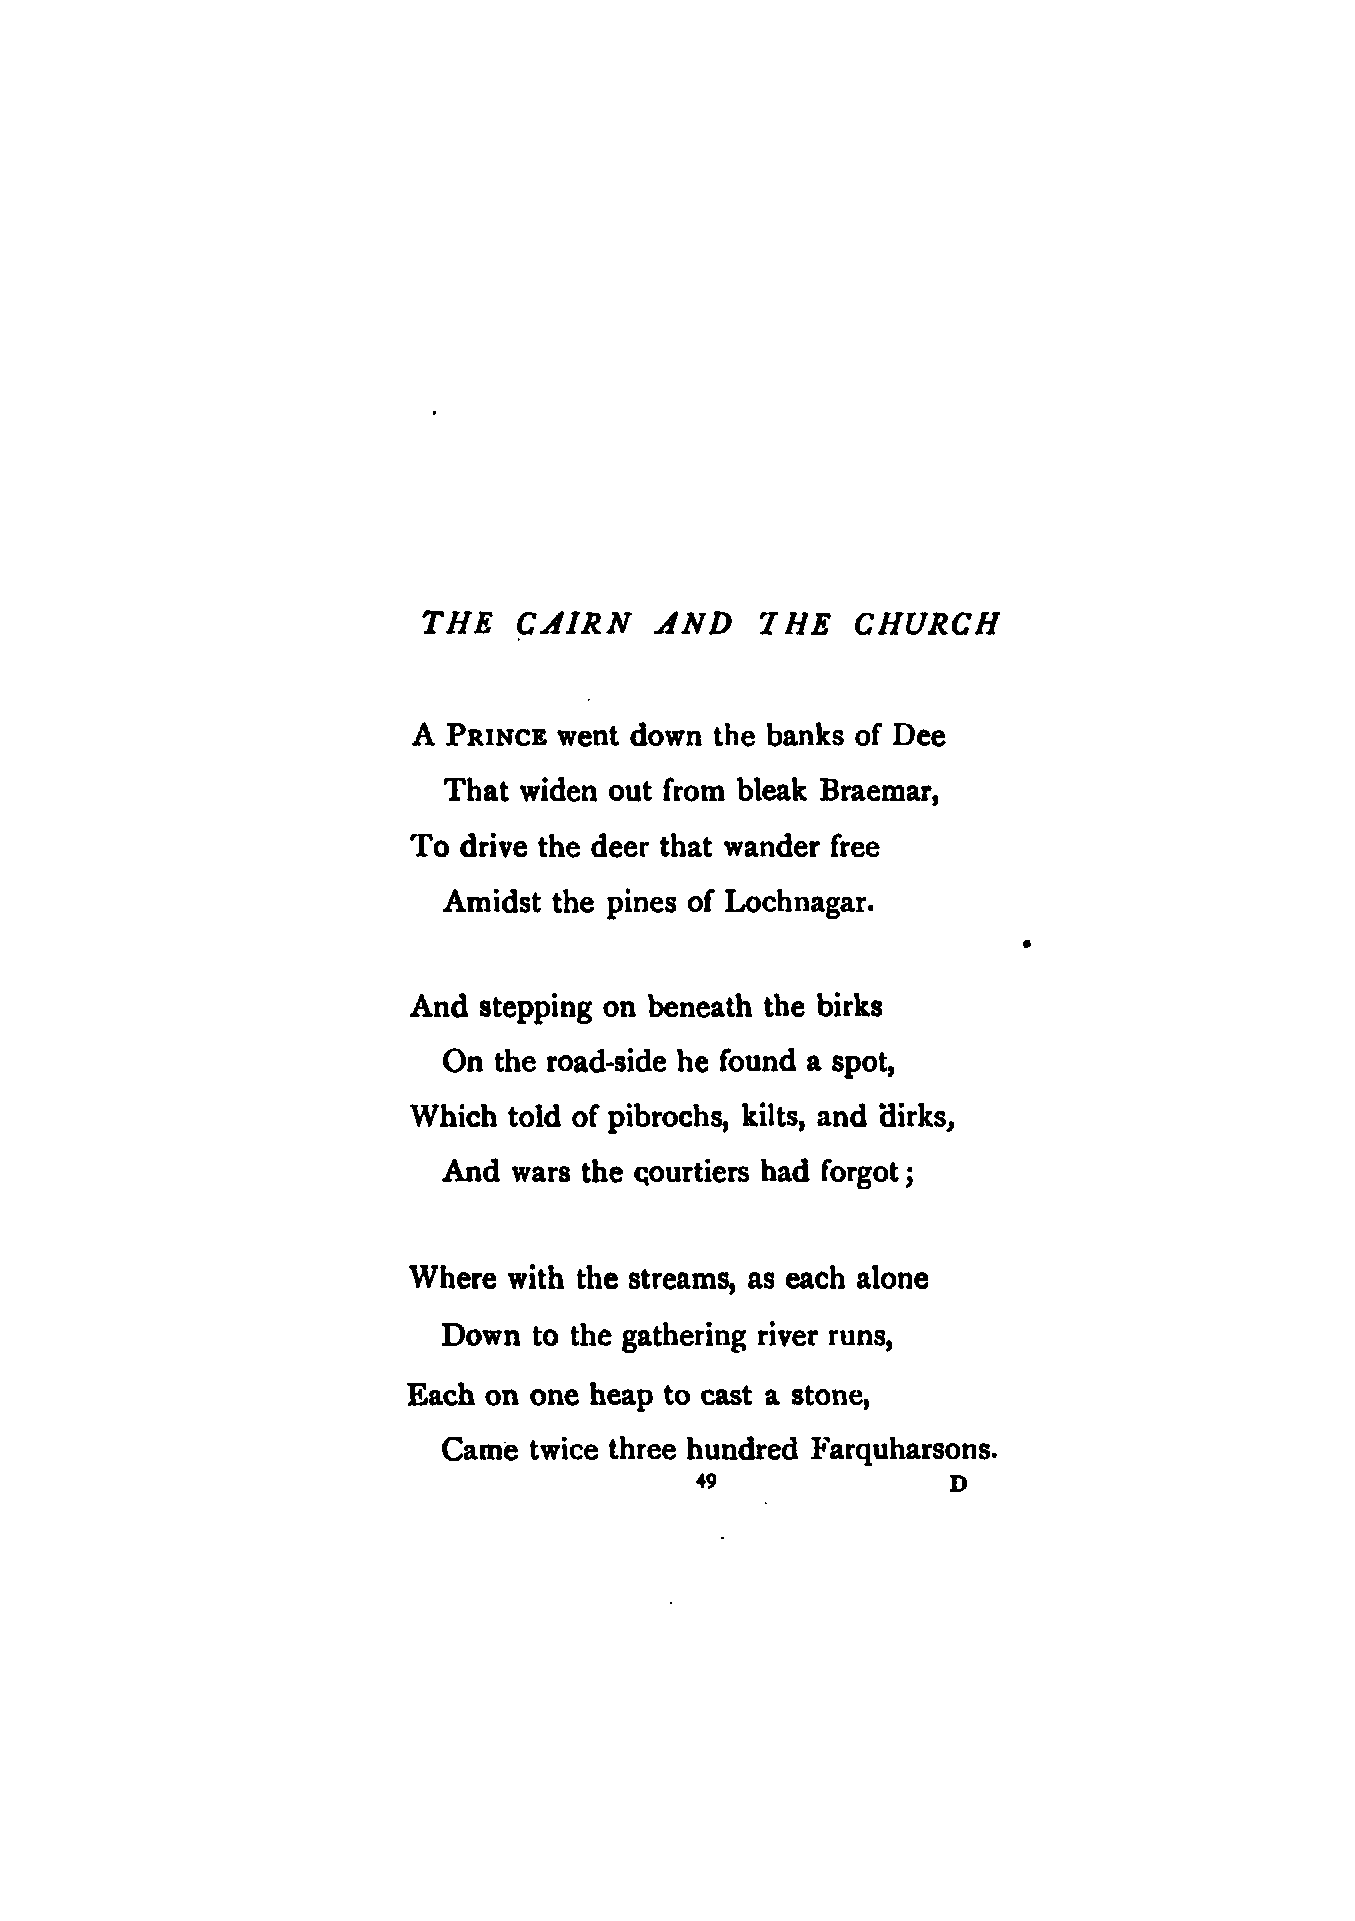 THE CAIRN AND THE CHURCH
A PRINCE went down the banks of Dee
That widen out from bleak Braemar,
To drive the deer that wander free
Amidst the pines of Lochnagar.
And stepping on beneath the birks
On the road-side he found a spot,
Which told of pibrochs, kilts, and dirks,
And wars the courtiers had forgot;
Where with the streams, as each alone
Down to the gathering river runs,
Each on one heap to cast a stone,
Came twice three hundred Farquharsons.
49 D